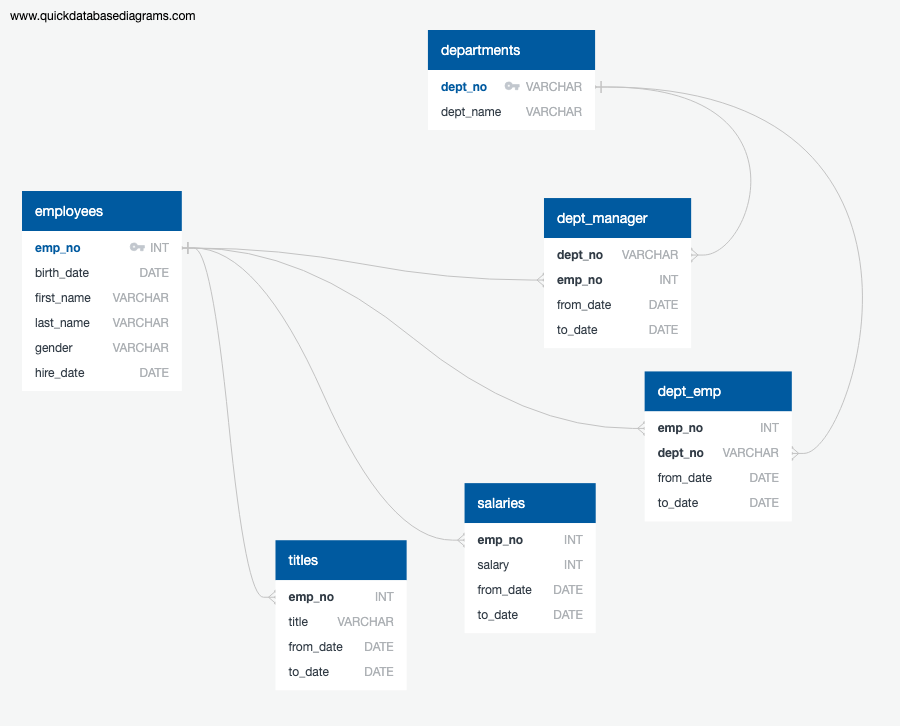 www.quickdatabasediagrams.com
departments
dept_no VARCHAR
dept_name VARCHAR
employees
emp_no INT
birth_date DATE
first_name VARCHAR
last_name VARCHAR
gender VARCHAR
hire_date DATE
dept_manager
dept_no VARCHAR
emp_no INT
from_date DATE
to_date DATE
dept_emp
emp_no INT
dept_no VARCHAR
from_date DATE
to_date DATE
salaries
emp_no INT
salary INT
from_date DATE
to_date DATE
titles
emp_no INT
title VARCHAR
from_date DATE
to_date DATE